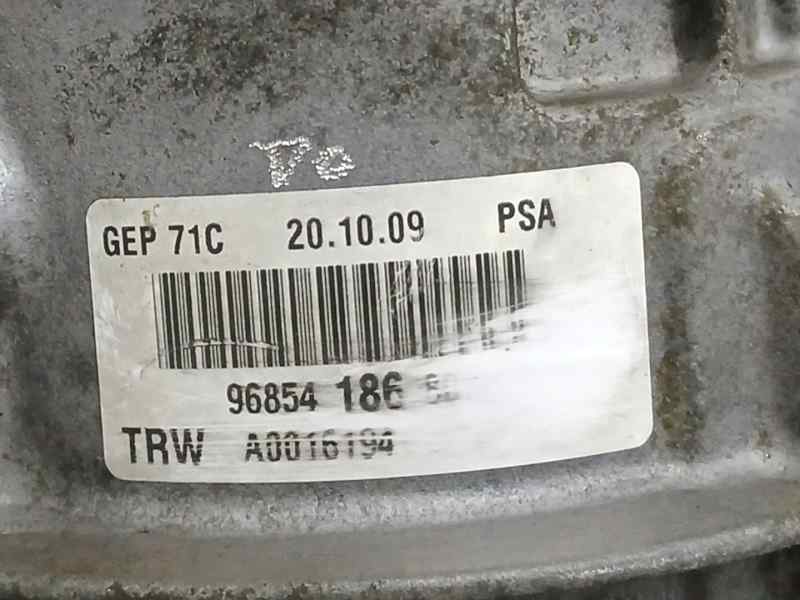 GEP 71C 20.10.09 PSA
96854 186
TRW A0016194